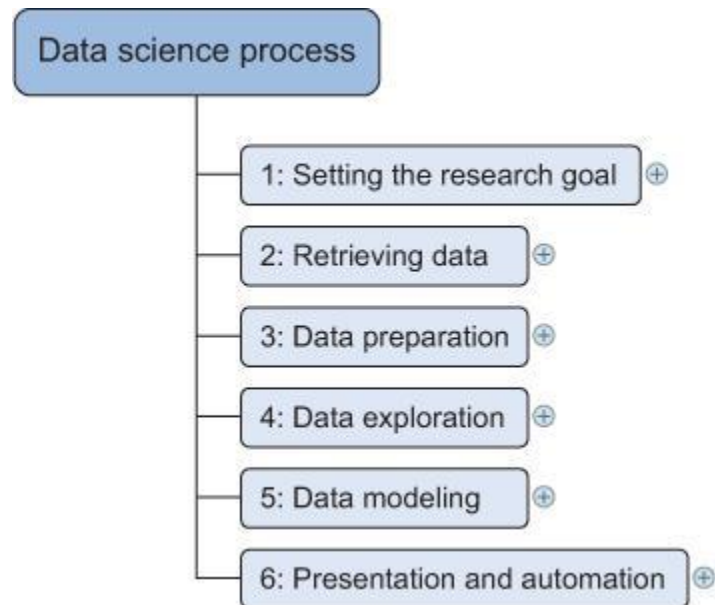 Data science process
1: Setting the research goal
2: Retrieving data
3: Data preparation
4: Data exploration
5: Data modeling
6: Presentation and automation